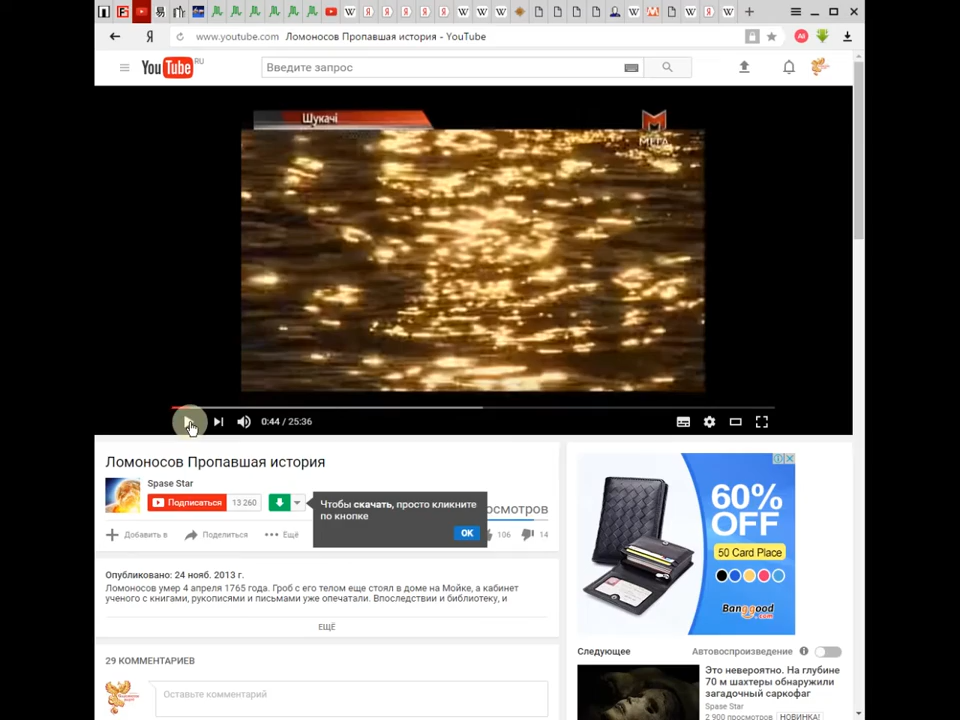 www.youtube.com Ломоносов Пропавшая история - YouTube
YouTube RU
Введите запрос
Шукачі
МЕГА
0:44 / 25:36
Ломоносов Пропавшая история
Spase Star
Подписаться 13 260
Чтобы скачать, просто кликните
по кнопке
OK
осмотров
Добавить в Поделиться Ещё 106 14
Опубликовано: 24 нояб. 2013 г.
Ломоносов умер 4 апреля 1765 года. Гроб с его телом еще стоял в доме на Мойке, а кабинет
ученого с книгами, рукописями и письмами уже опечатали. Впоследствии и библиотеку, и
ЕЩЁ
29 КОММЕНТАРИЕВ
Оставьте комментарий
60%
OFF
50 Card Place
Banggood
.com
Следующее Автовоспроизведение
Это невероятно. На глубине
70 м шахтеры обнаружили
загадочный саркофаг
Spase Star
2 900 просмотров НОВИНКА!